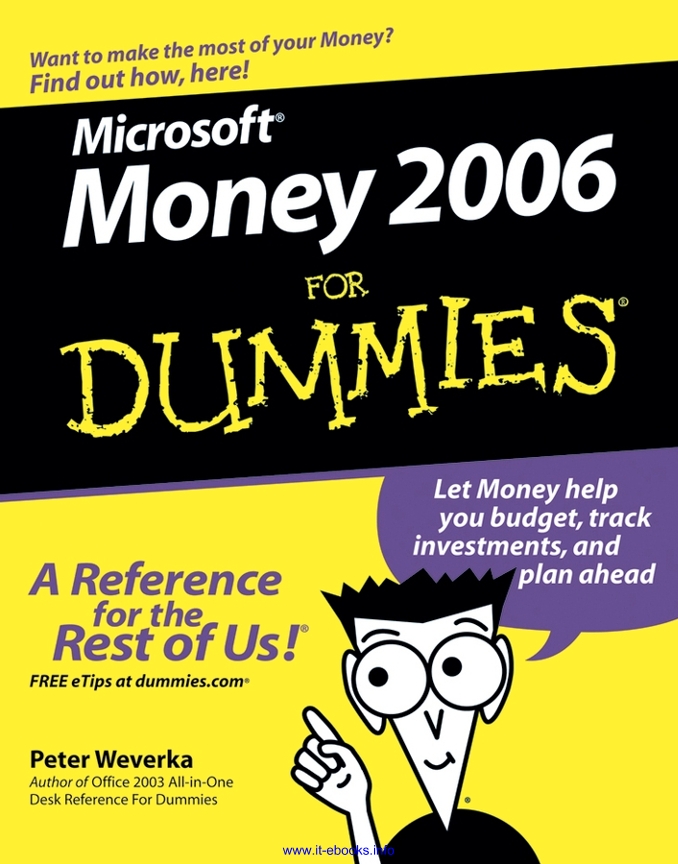 Want to make the most of your Money?
Find out how, here!
Microsoft®
Money 2006
FOR
DUMMIES®
Let Money help
you budget, track
investments, and
plan ahead
A Reference
for the
Rest of Us!®
FREE eTips at dummies.com®
Peter Weverka
Author of Office 2003 All-in-One
Desk Reference For Dummies
®
www.it-ebooks.info